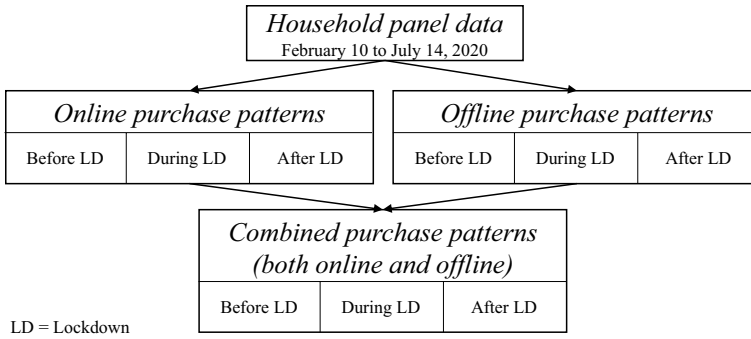 Household panel data
February 10 to July 14, 2020
Online purchase patterns
Before LD
During LD
After LD
Offline purchase patterns
Before LD
During LD
After LD
Combined purchase patterns
(both online and offline)
Before LD
During LD
After LD
LD = Lockdown